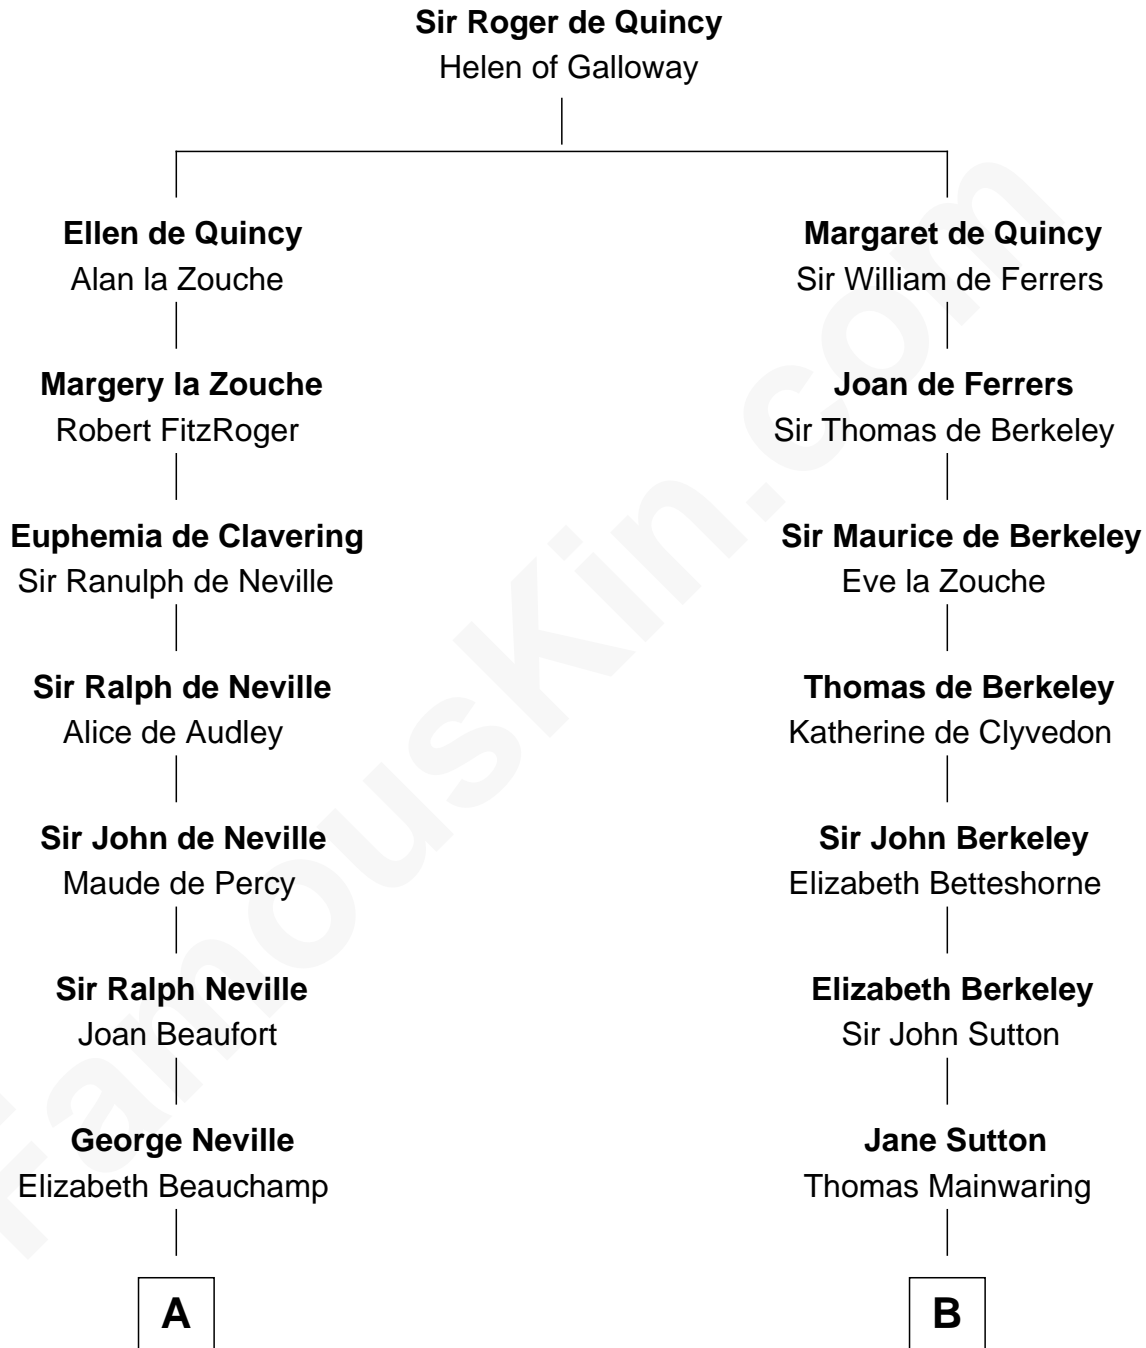 Sir Roger de Quincy
Helen of Galloway
Ellen de Quincy
Alan la Zouche
Margaret de Quincy
Sir William de Ferrers
Margery la Zouche
Robert FitzRoger
Joan de Ferrers
Sir Thomas de Berkeley
Euphemia de Clavering
Sir Ranulph de Neville
Sir Maurice de Berkeley
Eve la Zouche
Sir Ralph de Neville
Alice de Audley
Thomas de Berkeley
Katherine de Clyvedon
Sir John de Neville
Maude de Percy
Sir John Berkeley
Elizabeth Betteshorne
Sir Ralph Neville
Joan Beaufort
Elizabeth Berkeley
Sir John Sutton
George Neville
Elizabeth Beauchamp
Jane Sutton
Thomas Mainwaring
A
B
FamousKin.com